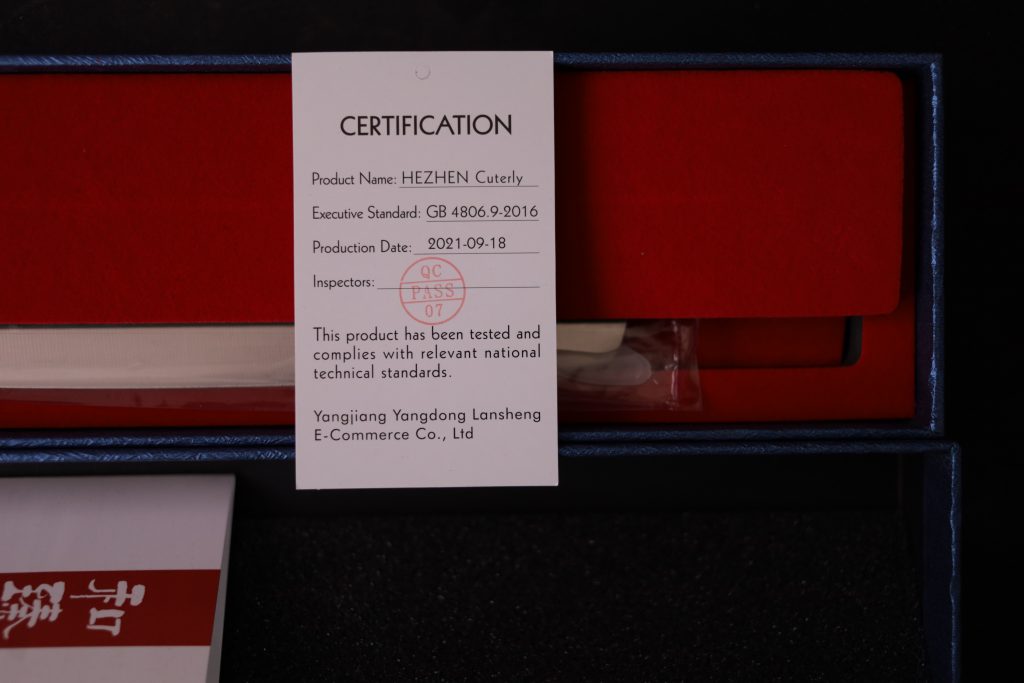 CERTIFICATION
Product Name: HEZHEN Cuterly
Executive Standard: GB 4806.9-2016
Production Date: 2021-09-18
Inspectors:
QC
PASS
07
This product has been tested and
complies with relevant national
technical standards.
Yangjiang Yangdong Lansheng
E-Commerce Co., Ltd
和